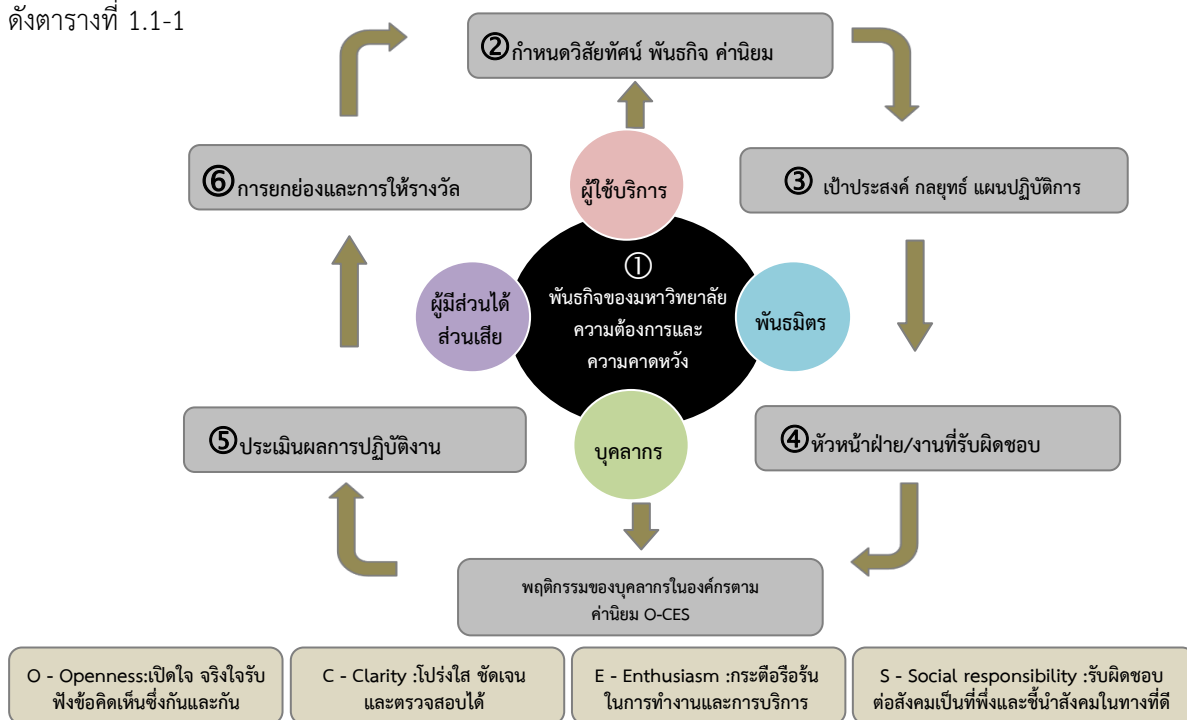 ดังตารางที่ 1.1-1
②กำหนดวิสัยทัศน์ พันธกิจ ค่านิยม
⑥การยกย่องและการให้รางวัล
ผู้ใช้บริการ
③ เป้าประสงค์ กลยุทธ์ แผนปฏิบัติการ
①
พันธกิจของมหาวิทยาลัย
ความต้องการและ
ความคาดหวัง
ผู้มีส่วนได้
ส่วนเสีย
พันธมิตร
บุคลากร
⑤ประเมินผลการปฏิบัติงาน
④หัวหน้าฝ่าย/งานที่รับผิดชอบ
พฤติกรรมของบุคลากรในองค์กรตาม
ค่านิยม O-CES
O - Openness:เปิดใจ จริงใจรับ
ฟังข้อคิดเห็นซึ่งกันและกัน
C - Clarity :โปร่งใส ชัดเจน
และตรวจสอบได้
E - Enthusiasm :กระตือรือร้น
ในการทำงานและการบริการ
S - Social responsibility :รับผิดชอบ
ต่อสังคมเป็นที่พึ่งและชี้นำสังคมในทางที่ดี